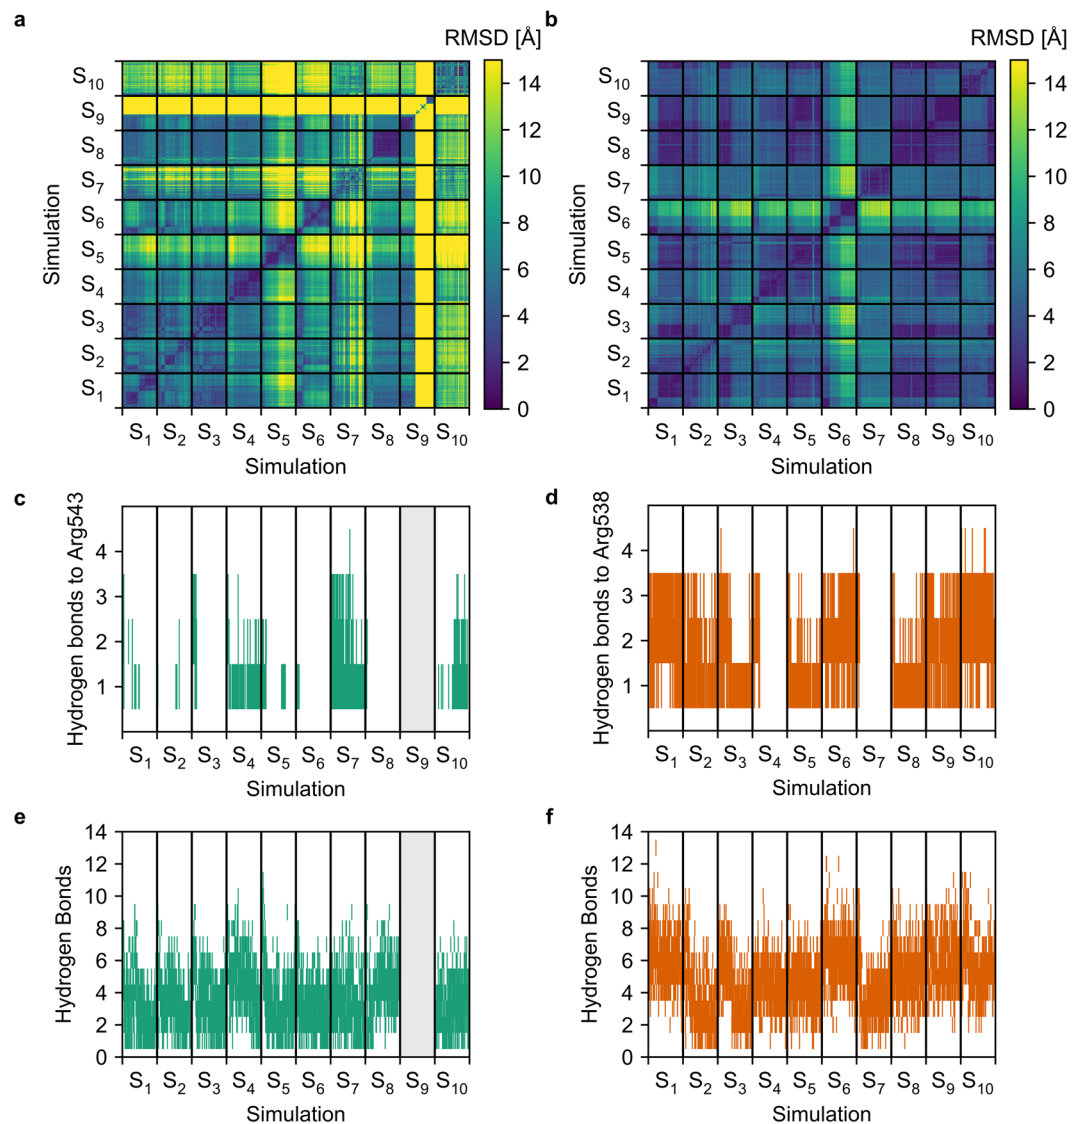 a
RMSD [Å]
S10
S9
S8
S7
S6
S5
S4
S3
S2
S1
Simulation
14
12
10
8
6
4
2
0
S1 S2 S3 S4 S5 S6 S7 S8 S9 S10
Simulation
b
RMSD [Å]
S10
S9
S8
S7
S6
S5
S4
S3
S2
S1
Simulation
14
12
10
8
6
4
2
0
S1 S2 S3 S4 S5 S6 S7 S8 S9 S10
Simulation
c
Hydrogen bonds to Arg543
4
3
2
1
S1 S2 S3 S4 S5 S6 S7 S8 S9 S10
Simulation
d
Hydrogen bonds to Arg538
4
3
2
1
S1 S2 S3 S4 S5 S6 S7 S8 S9 S10
Simulation
e
Hydrogen Bonds
14
12
10
8
6
4
2
0
S1 S2 S3 S4 S5 S6 S7 S8 S9 S10
Simulation
f
Hydrogen Bonds
14
12
10
8
6
4
2
0
S1 S2 S3 S4 S5 S6 S7 S8 S9 S10
Simulation